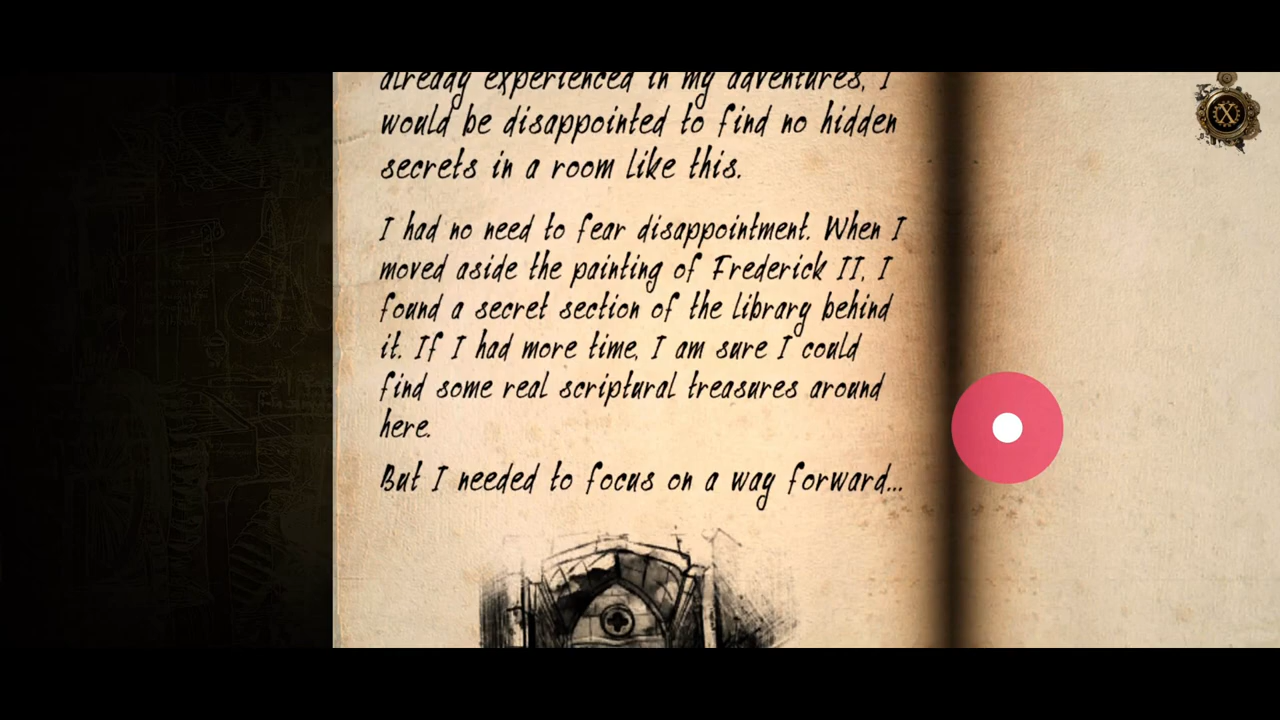 already experienced in my adventures, I
would be disappointed to find no hidden
secrets in a room like this.
I had no need to fear disappointment. When I
moved aside the painting of Frederick II, I
found a secret section of the library behind
it. If I had more time, I am sure I could
find some real scriptural treasures around
here.
But I needed to focus on a way forward...
X